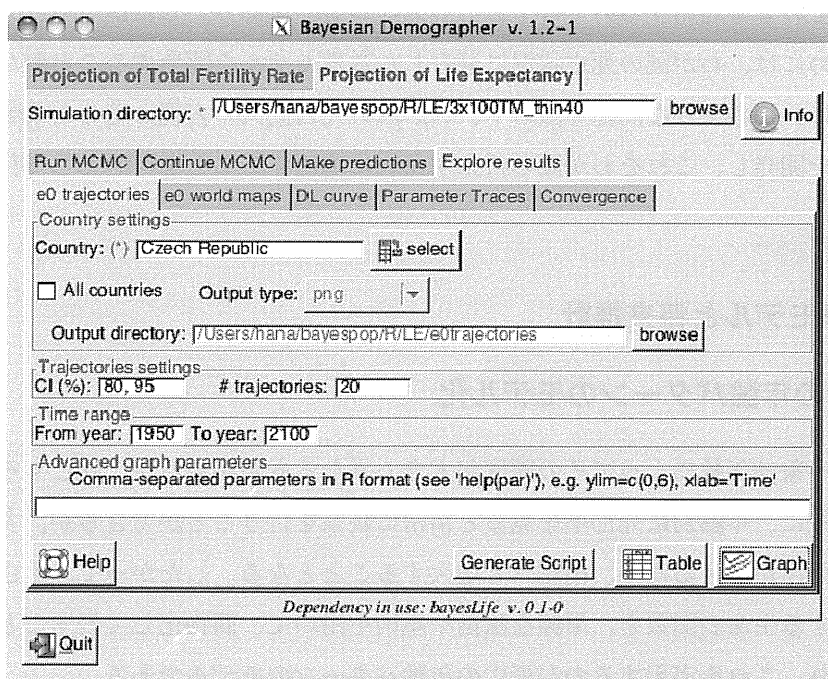 Bayesian Demographer v. 1.2-1
Projection of Total Fertility Rate Projection of Life Expectancy
Simulation directory: * /Users/hana/bayespop/R/LE/3x100TM_thin40 browse Info
Run MCMC Continue MCMC Make predictions Explore results
e0 trajectories e0 world maps DL curve Parameter Traces Convergence
Country settings
Country: (*) Czech Republic select
All countries Output type: png
Output directory: /Users/hana/bayespop/R/LE/e0trajectories browse
Trajectories settings
CI (%): 80, 95 # trajectories: 20
Time range
From year: 1950 To year: 2100
Advanced graph parameters
Comma-separated parameters in R format (see 'help(par)'), e.g. ylim=c(0,6), xlab='Time'
Help Generate Script Table Graph
Dependency in use: bayesLife v. 0.1-0
Quit